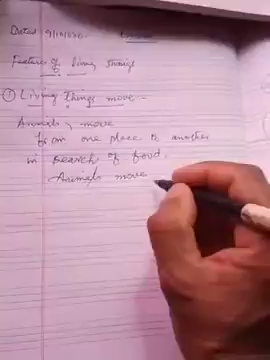 Features of living things
① Living Things move -
Animals move
from one place to another
in search of food.
Animals move